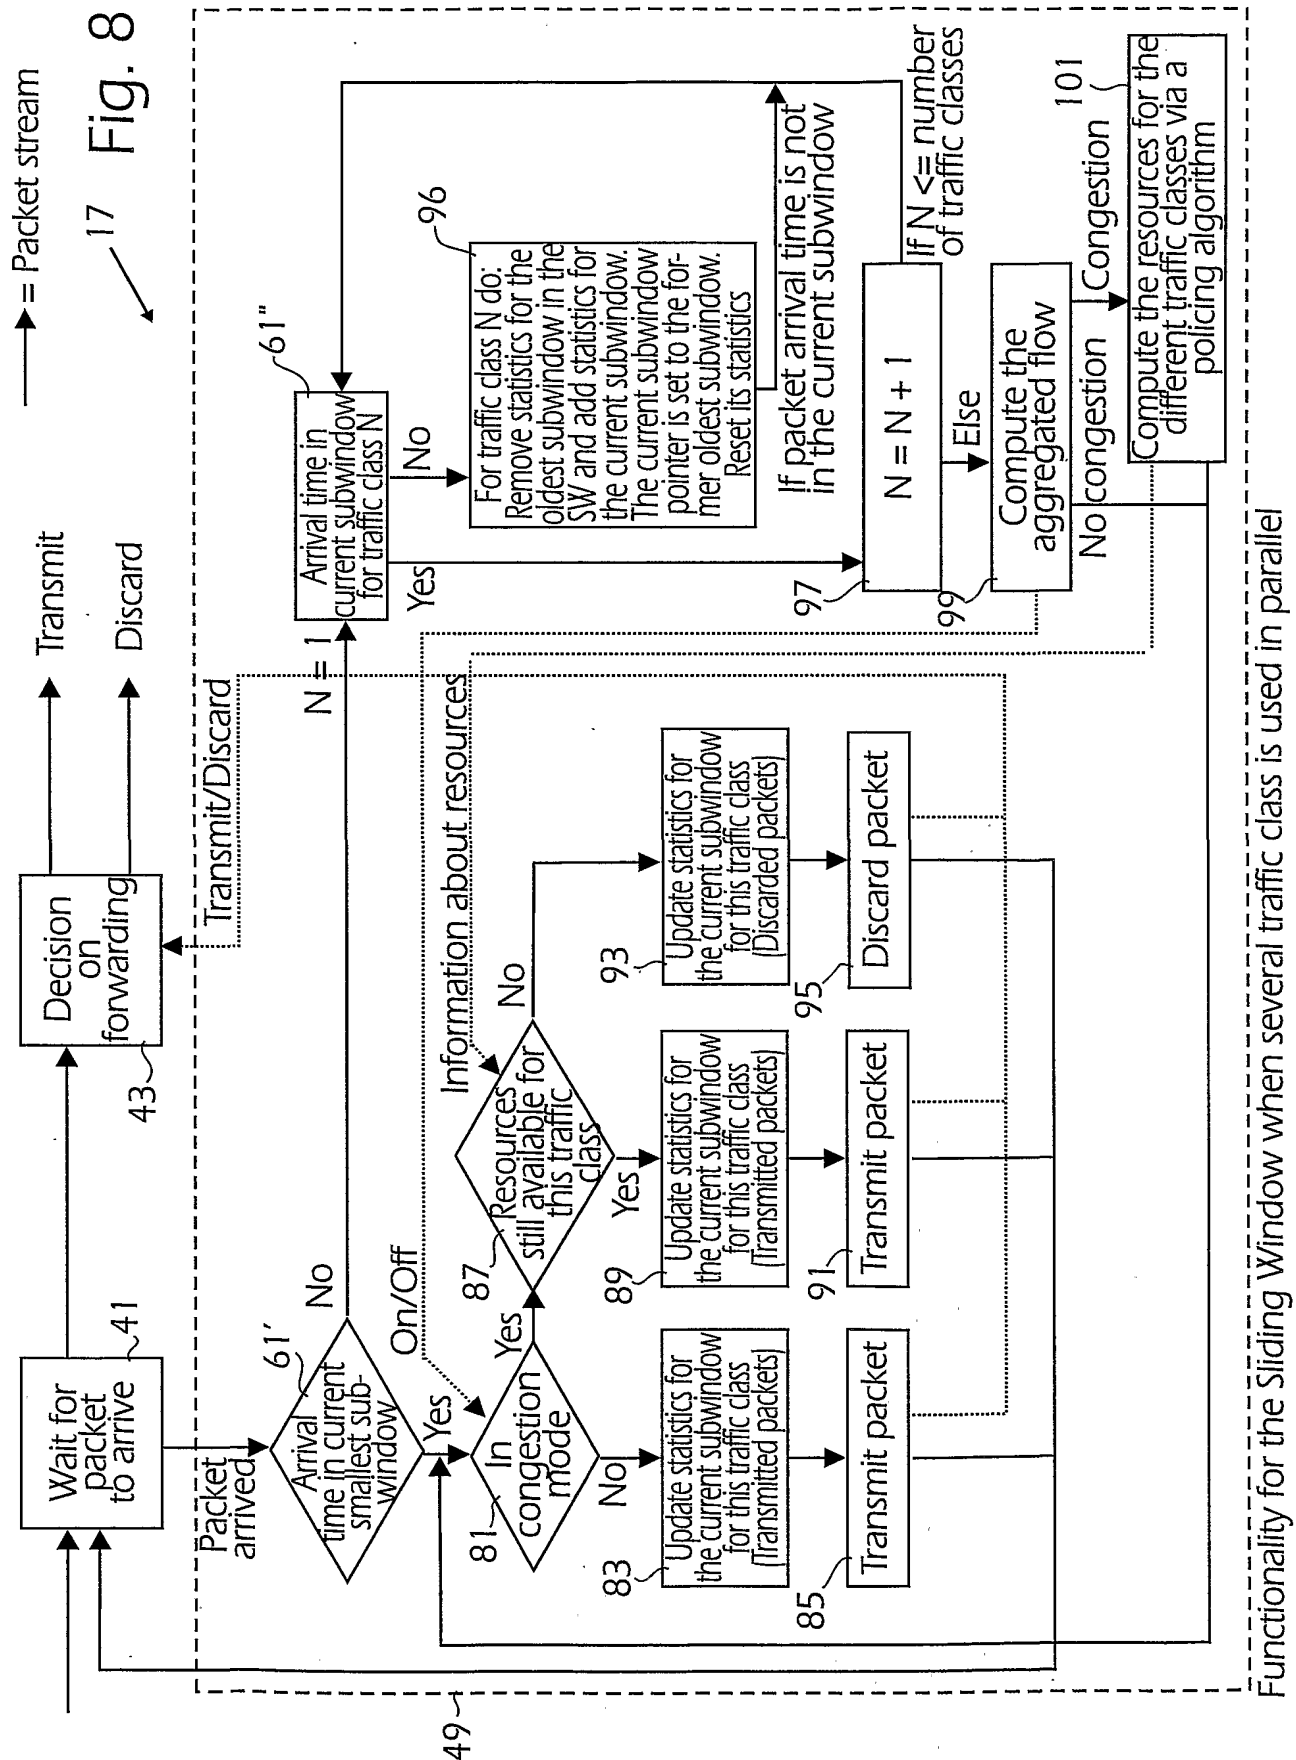 = Packet stream
17
Fig. 8
Wait for
packet
to arrive
41
Decision
on
forwarding
43
Transmit
Discard
Packet
arrived
Transmit/Discard
Arrival
time in current
smallest sub-
window
61'
No
Yes
N = 1
Arrival time in
current subwindow
for traffic class N
61"
No
Yes
For traffic class N do:
Remove statistics for the
oldest subwindow in the
SW and add statistics for
the current subwindow.
The current subwindow
pointer is set to the for-
mer oldest subwindow.
Reset its statistics
96
If packet arrival time is not
in the current subwindow
On/Off
Information about resources
In
congestion
mode
81
Yes
No
Resources
still available for
this traffic
class
87
No
Yes
Update statistics for
the current subwindow
for this traffic class
(Transmitted packets)
83
Update statistics for
the current subwindow
for this traffic class
(Transmitted packets)
89
Update statistics for
the current subwindow
for this traffic class
(Discarded packets)
93
Transmit packet
85
Transmit packet
91
Discard packet
95
N = N + 1
97
If N <= number
of traffic classes
Else
Compute the
aggregated flow
99
No congestion
Congestion
Compute the resources for the
different traffic classes via a
policing algorithm
101
49
Functionality for the Sliding Window when several traffic class is used in parallel